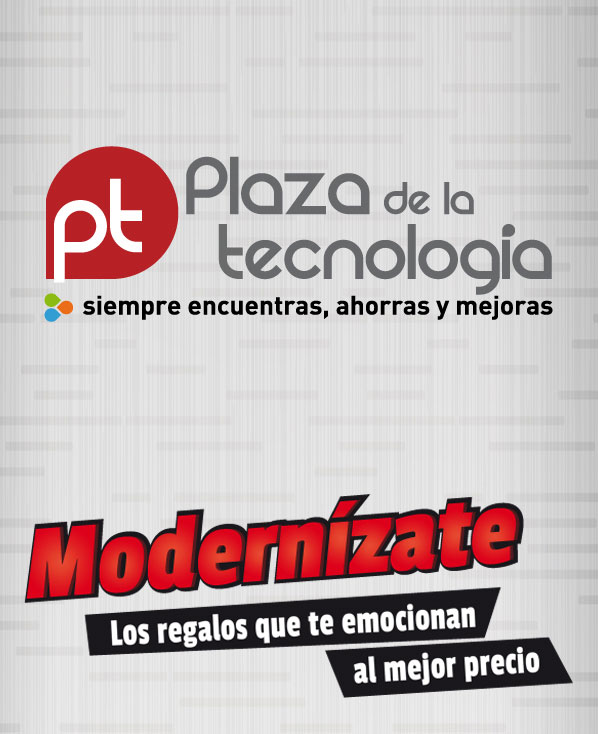 pt
Plaza de la
tecnología
siempre encuentras, ahorras y mejoras
Modernízate
Los regalos que te emocionan
al mejor precio